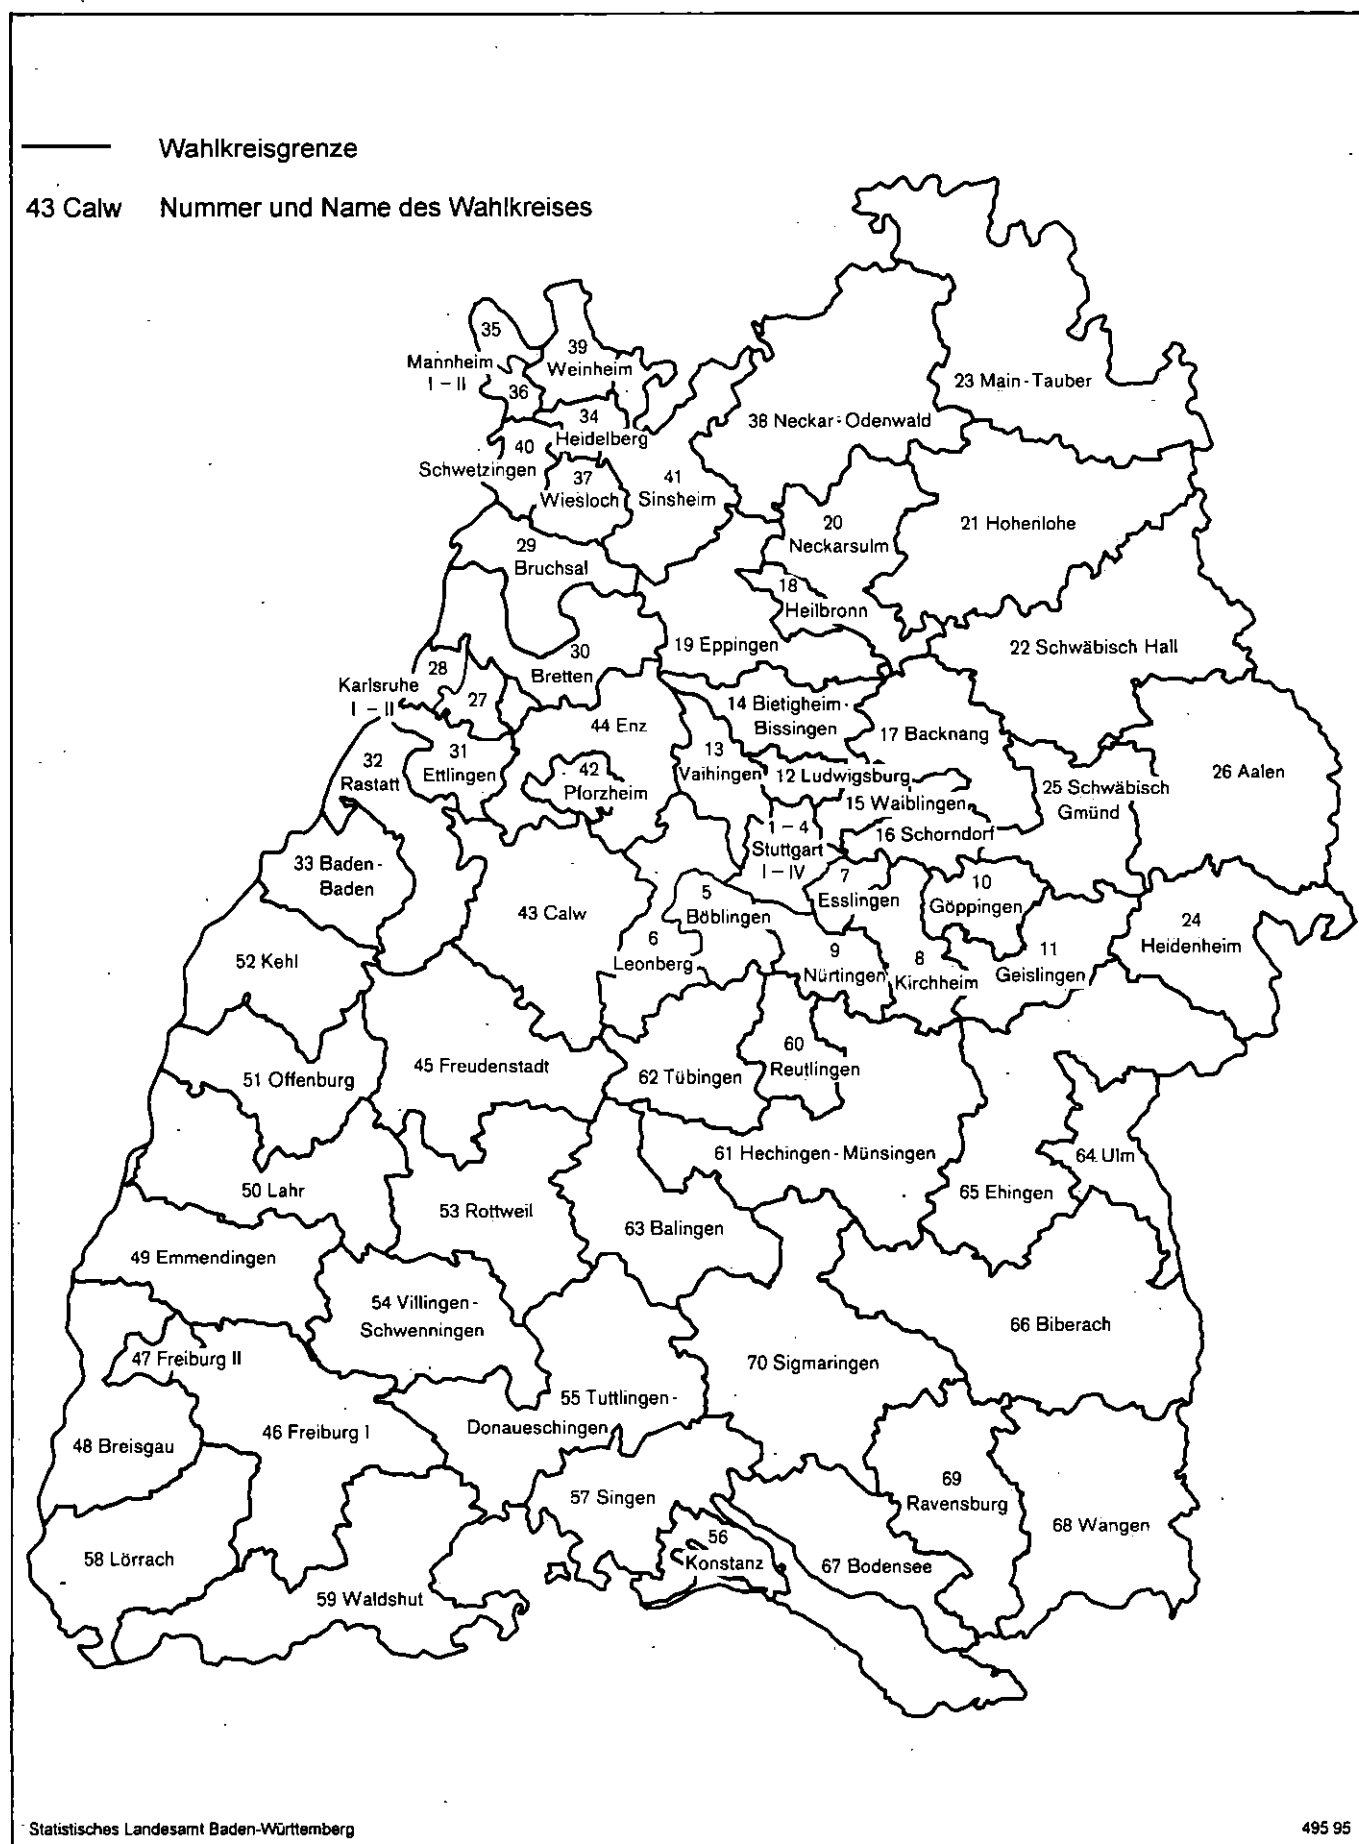 Wahlkreisgrenze
43 Calw Nummer und Name des Wahlkreises
35
Mannheim
I – II
36
39
Weinheim
23 Main - Tauber
34
Heidelberg
38 Neckar - Odenwald
40
Schwetzingen
37
Wiesloch
41
Sinsheim
20
Neckarsulm
21 Hohenlohe
29
Bruchsal
18
Heilbronn
19 Eppingen
22 Schwäbisch Hall
30
Bretten
28
Karlsruhe
I – II
27
14 Bietigheim -
Bissingen
44 Enz
17 Backnang
13
Vaihingen
31
Ettlingen
32
Rastatt
42
Pforzheim
12 Ludwigsburg
26 Aalen
25 Schwäbisch
Gmünd
15 Waiblingen
16 Schorndorf
1 – 4
Stuttgart
I – IV
33 Baden -
Baden
7
Esslingen
10
Göppingen
5
Böblingen
43 Calw
24
Heidenheim
6
Leonberg
9
Nürtingen
8
Kirchheim
11
Geislingen
52 Kehl
60
Reutlingen
45 Freudenstadt
62 Tübingen
51 Offenburg
61 Hechingen - Münsingen
64 Ulm
50 Lahr
65 Ehingen
53 Rottweil
63 Balingen
49 Emmendingen
54 Villingen -
Schwenningen
66 Biberach
47 Freiburg II
70 Sigmaringen
55 Tuttlingen -
Donaueschingen
46 Freiburg I
48 Breisgau
69
Ravensburg
57 Singen
68 Wangen
56
Konstanz
58 Lörrach
67 Bodensee
59 Waldshut
Statistisches Landesamt Baden-Württemberg
495 95